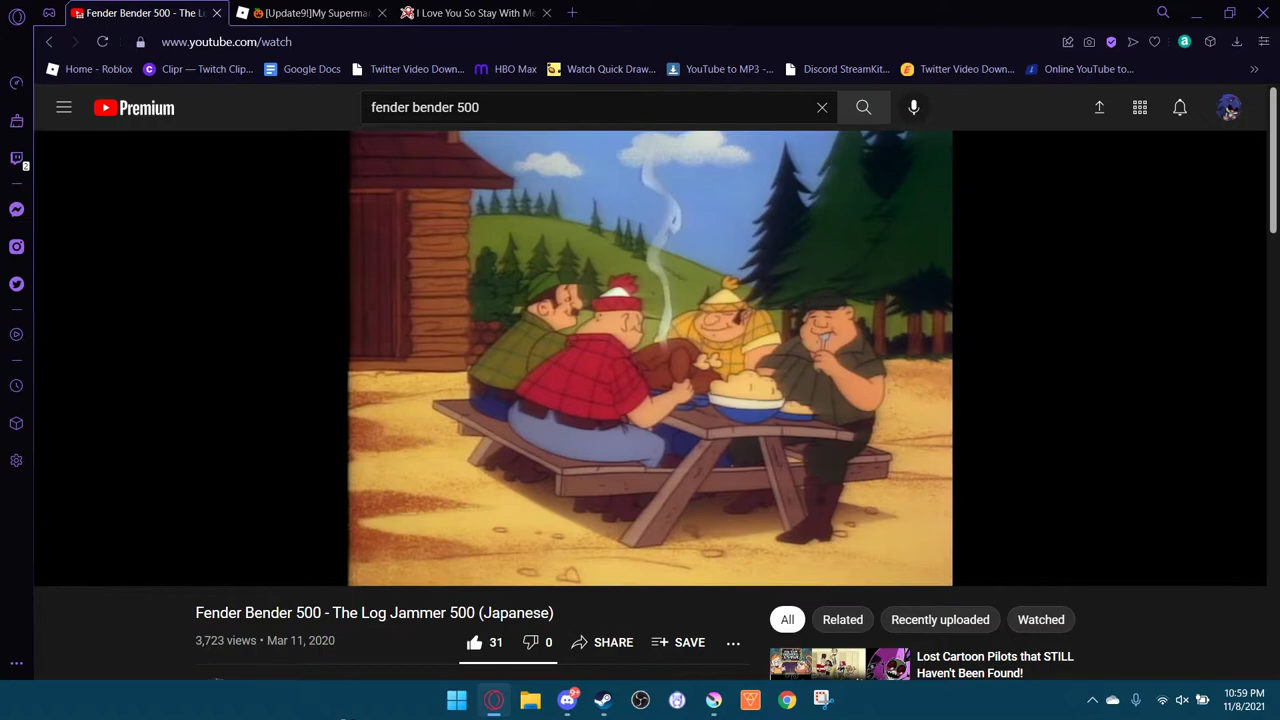 Fender Bender 500 - The L
[Update9!]My Superma
I Love You So Stay With Me
www.youtube.com/watch
Home - Roblox
Clipr — Twitch Clip...
Google Docs
Twitter Video Down...
HBO Max
Watch Quick Draw...
YouTube to MP3 -...
Discord StreamKit...
Twitter Video Down...
Online YouTube to...
Premium
fender bender 500
2
Fender Bender 500 - The Log Jammer 500 (Japanese)
3,723 views • Mar 11, 2020
31
0
SHARE
SAVE
All
Related
Recently uploaded
Watched
Lost Cartoon Pilots that STILL
Haven't Been Found!
10:59 PM
11/8/2021